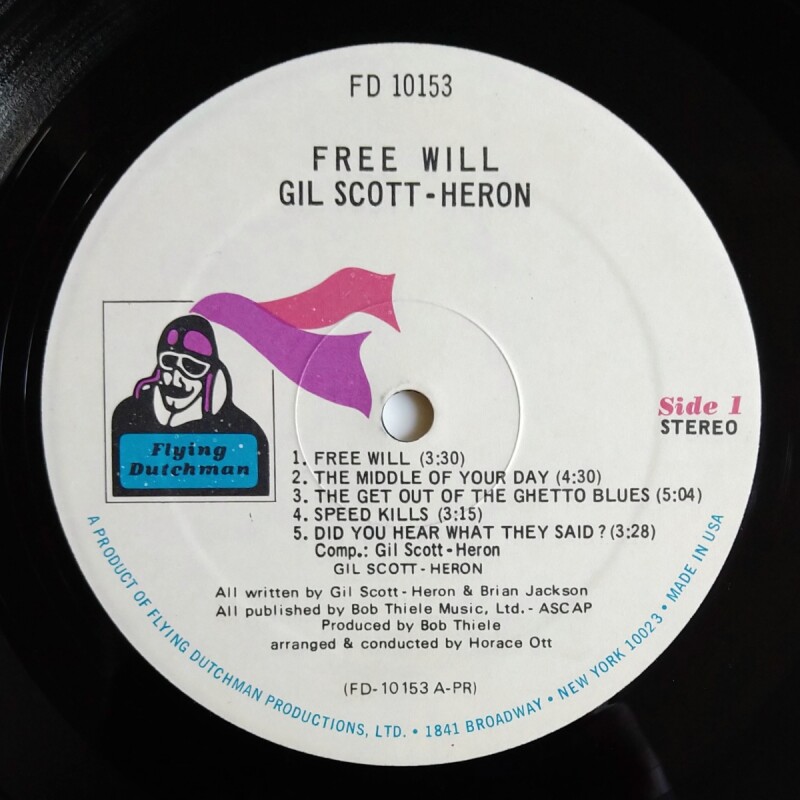 FD 10153
FREE WILL
GIL SCOTT-HERON
Flying
Dutchman
Side 1
STEREO
1. FREE WILL (3:30)
2. THE MIDDLE OF YOUR DAY (4:30)
3. THE GET OUT OF THE GHETTO BLUES (5:04)
4. SPEED KILLS (3:15)
5. DID YOU HEAR WHAT THEY SAID? (3:28)
Comp.: Gil Scott-Heron
GIL SCOTT-HERON
All written by Gil Scott-Heron & Brian Jackson
All published by Bob Thiele Music, Ltd.- ASCAP
Produced by Bob Thiele
arranged & conducted by Horace Ott
(FD-10153 A-PR)
A PRODUCT OF FLYING DUTCHMAN PRODUCTIONS, LTD. • 1841 BROADWAY • NEW YORK 10023 • MADE IN USA